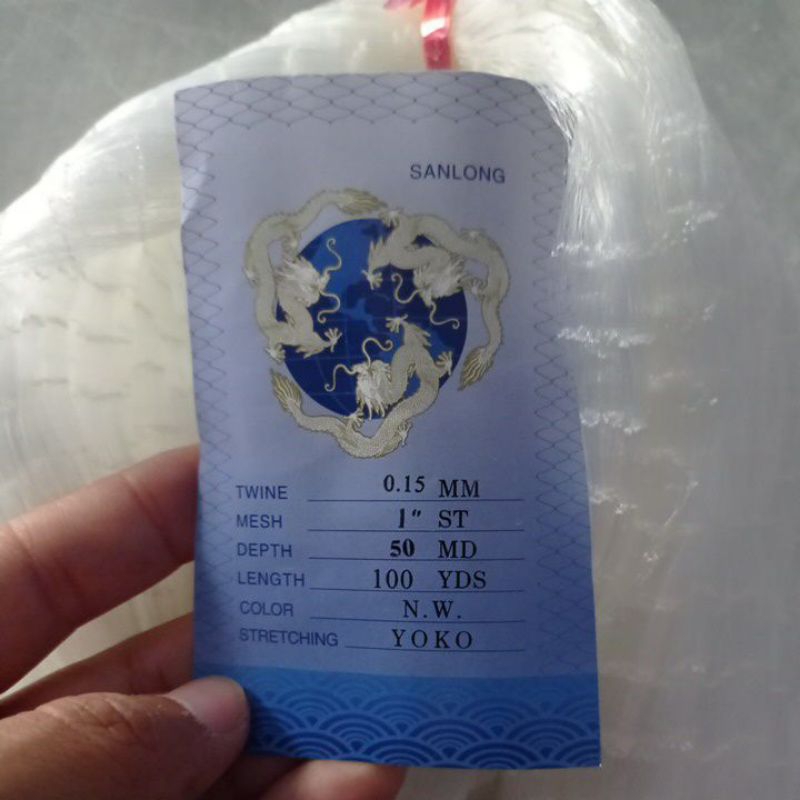 SANLONG
TWINE 0.15 MM
MESH 1" ST
DEPTH 50 MD
LENGTH 100 YDS
COLOR N.W.
STRETCHING YOKO